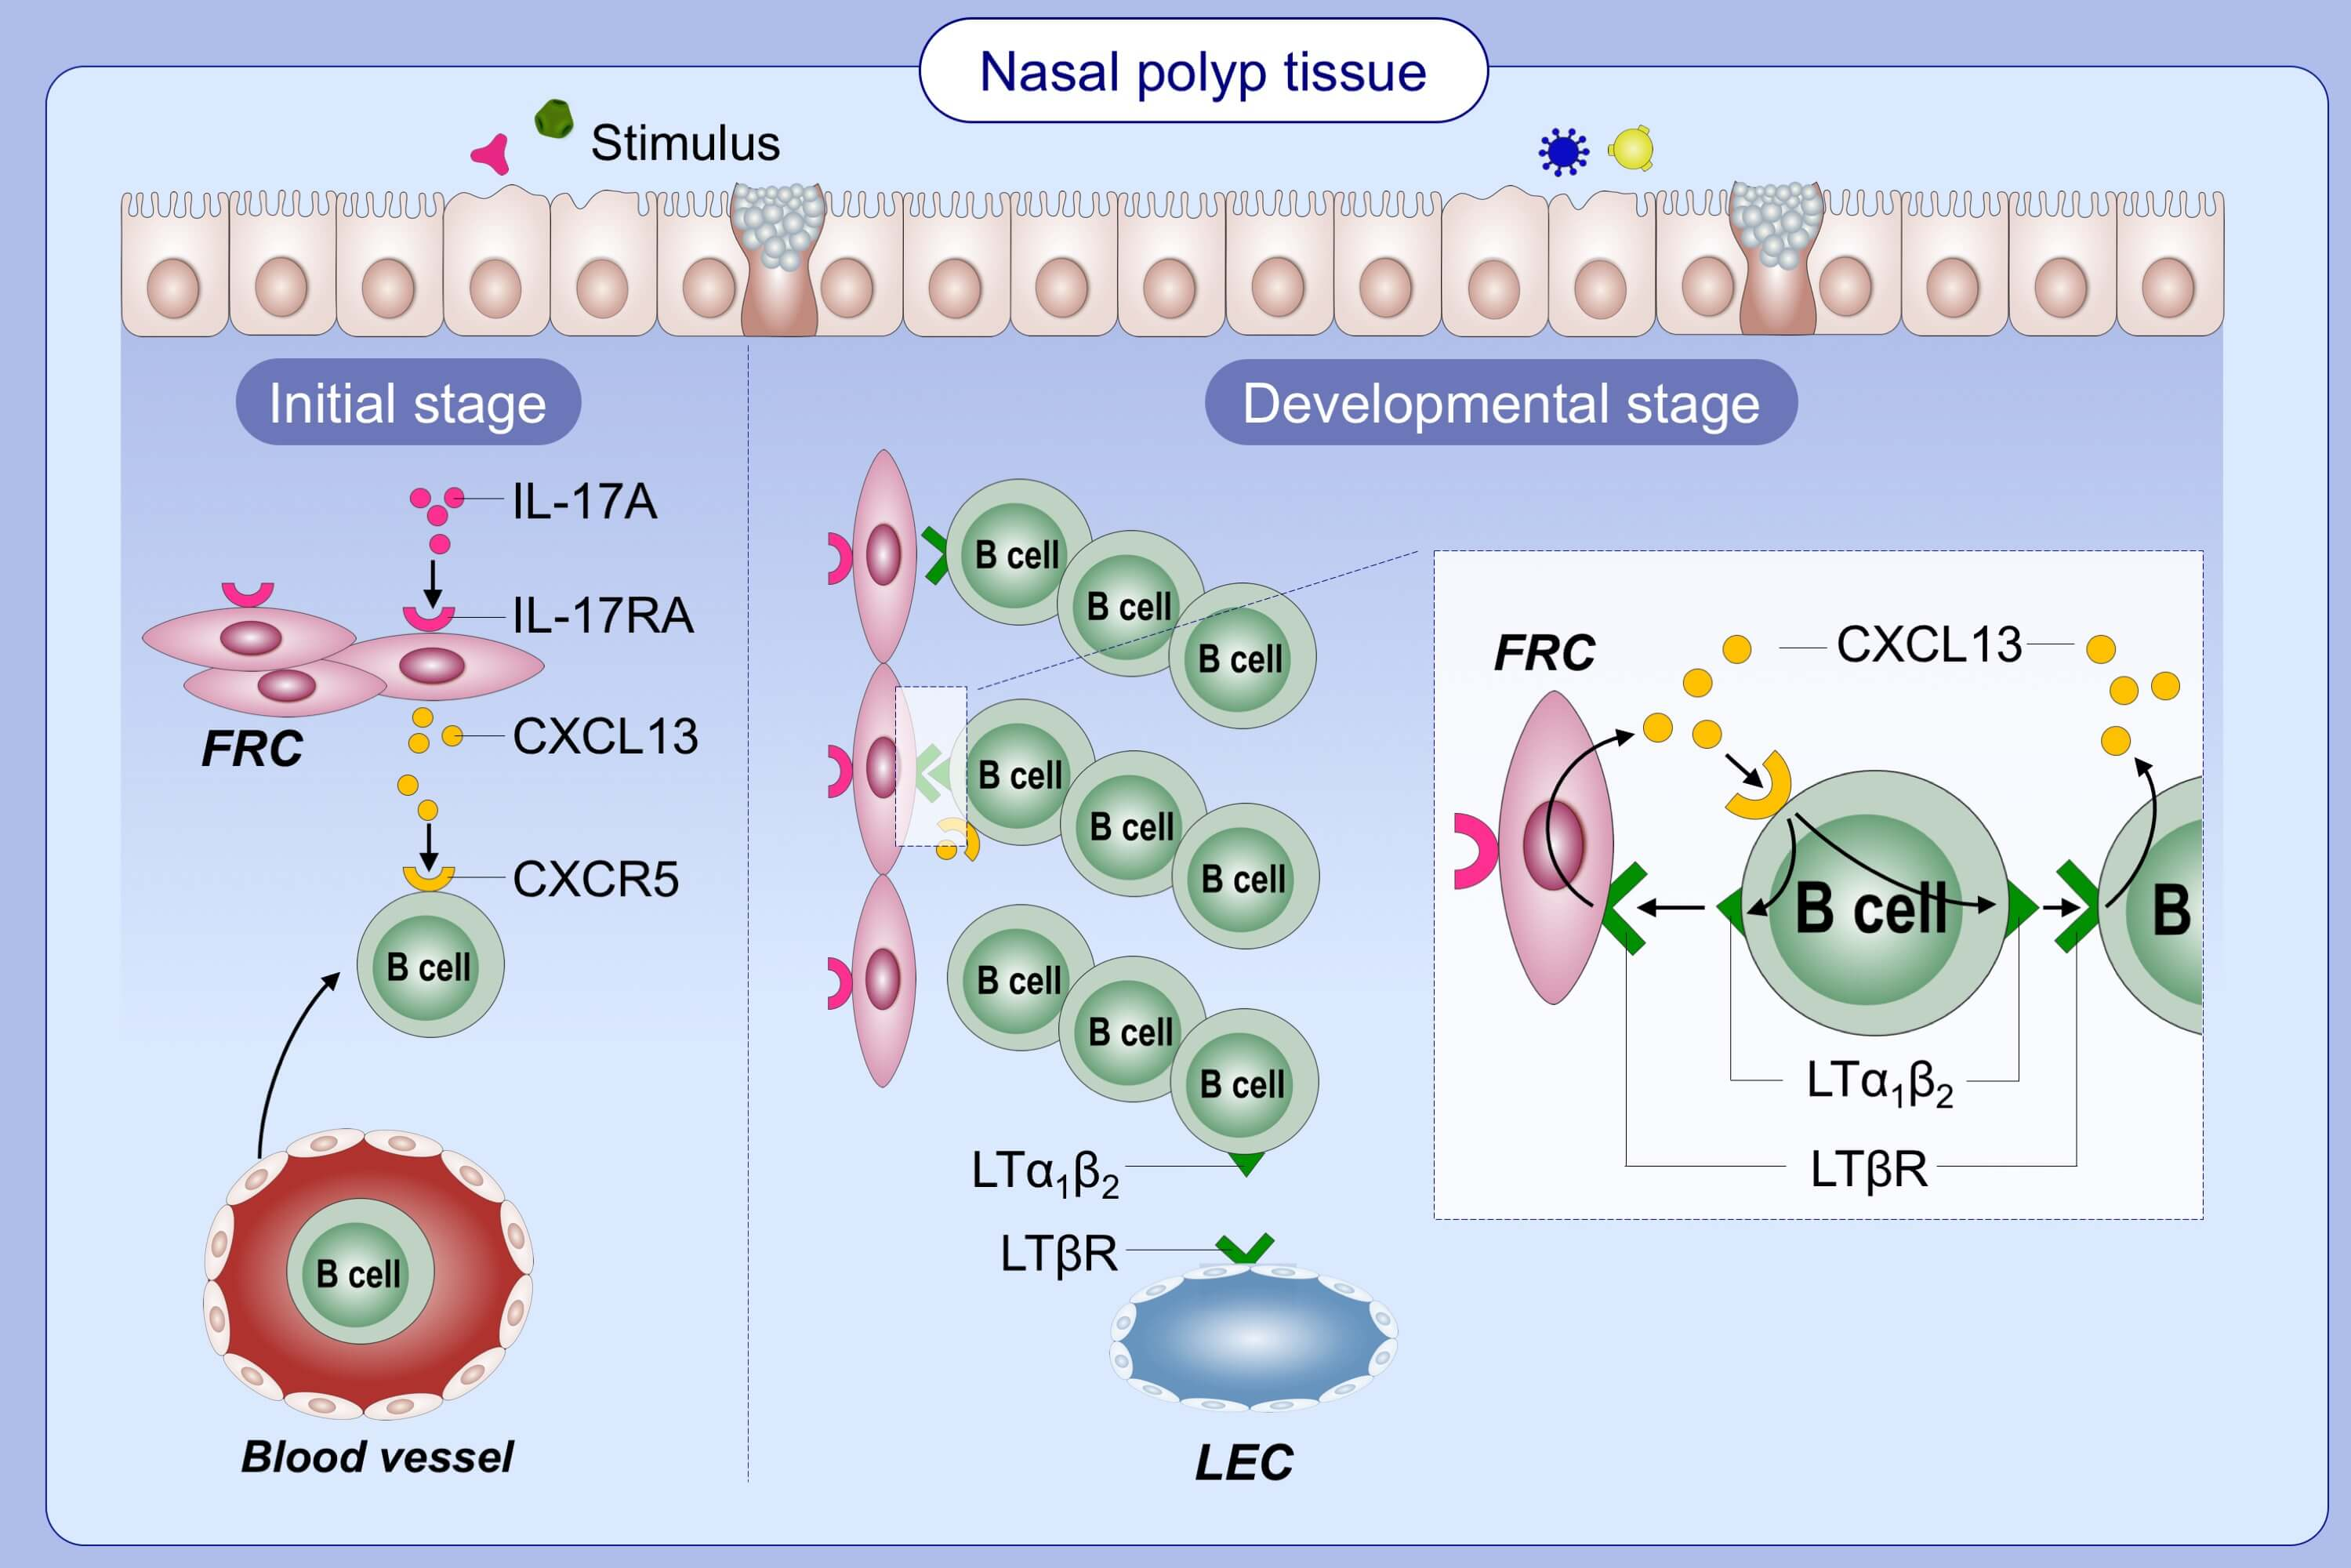 Nasal polyp tissue
Stimulus
Initial stage
IL-17A
IL-17RA
FRC
CXCL13
CXCR5
B cell
B cell
Blood vessel
Developmental stage
B cell
B cell
B cell
B cell
B cell
B cell
B cell
B cell
B cell
LTα₁β₂
LTβR
LEC
FRC
CXCL13
B cell
B
LTα₁β₂
LTβR